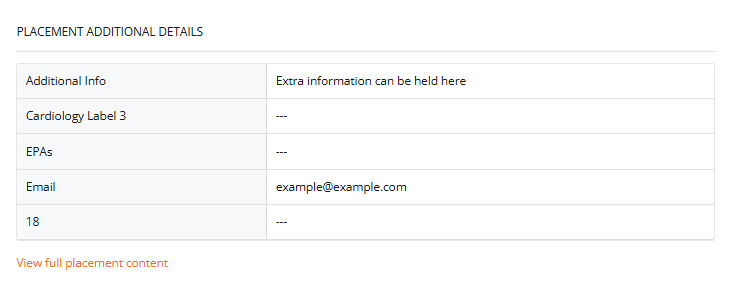 PLACEMENT ADDITIONAL DETAILS
Additional Info Extra information can be held here
Cardiology Label 3 ---
EPAs ---
Email example@example.com
18 ---
View full placement content